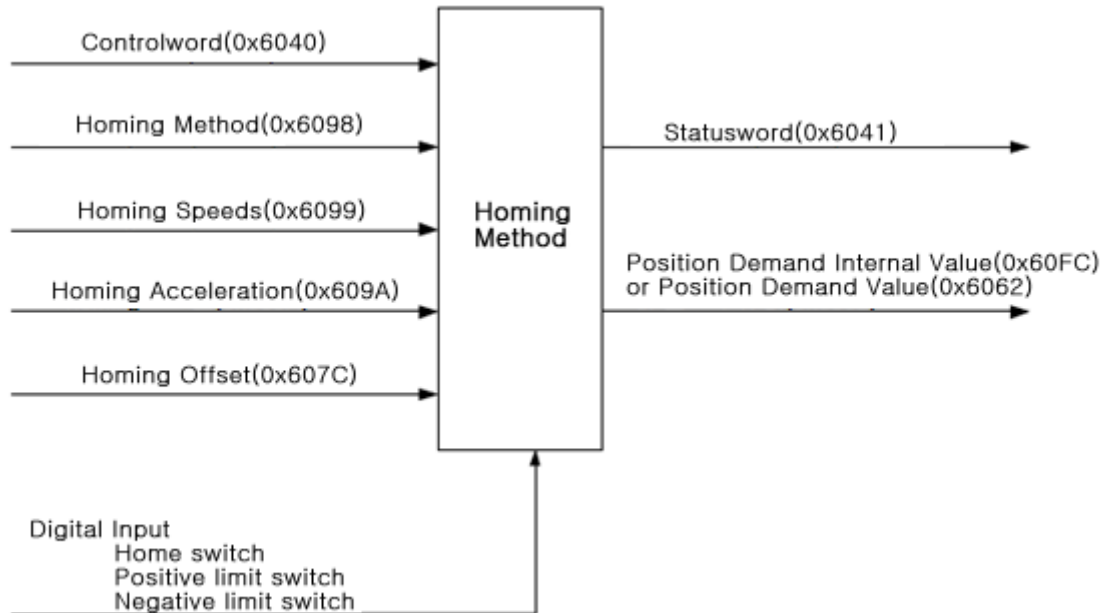 Controlword(0x6040)
Homing Method(0x6098)
Homing Speeds(0x6099)
Homing Acceleration(0x609A)
Homing Offset(0x607C)
Homing
Method
Statusword(0x6041)
Position Demand Internal Value(0x60FC)
or Position Demand Value(0x6062)
Digital Input
Home switch
Positive limit switch
Negative limit switch